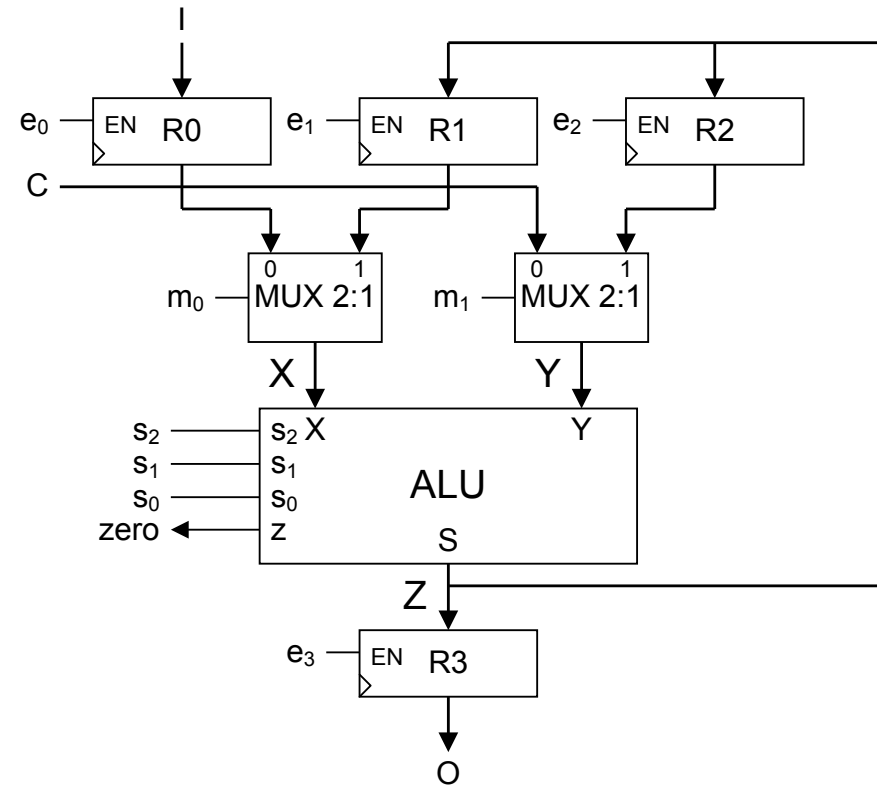 I
e₀ EN R0 e₁ EN R1 e₂ EN R2
C
0 1 0 1
m₀ MUX 2:1 m₁ MUX 2:1
X Y
s₂ s₂ X Y
s₁ s₁
s₀ s₀ ALU
zero z
S
Z
e₃ EN R3
O